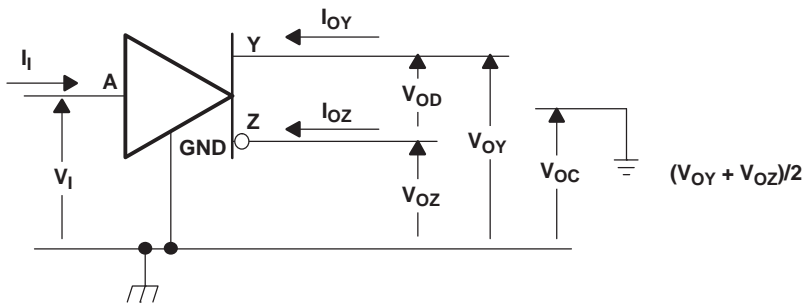 I_OY
I_I
A
Y
V_OD
I_OZ
Z
GND
V_I
V_OY
V_OZ
V_OC
(V_OY + V_OZ)/2